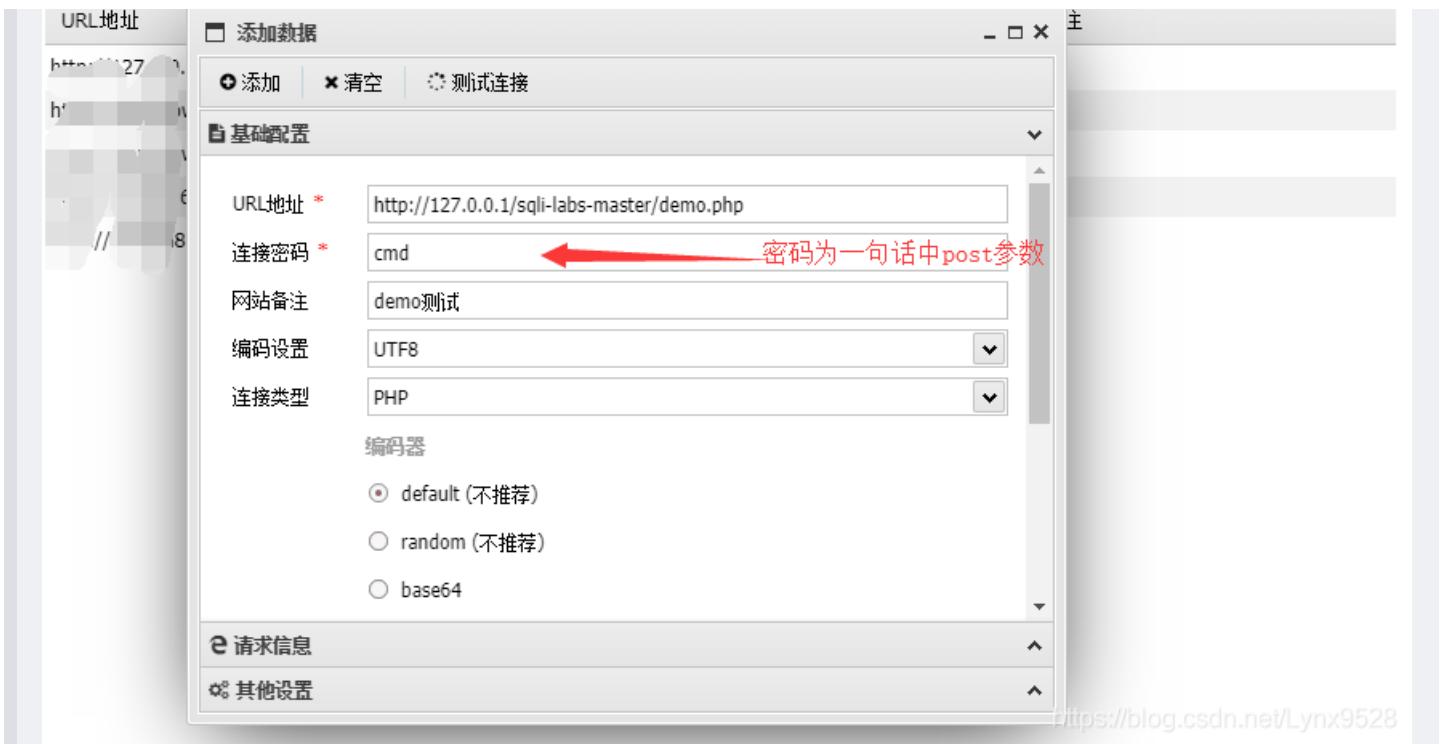 URL地址
添加数据
主
添加 清空 测试连接
基础配置
URL地址 * http://127.0.0.1/sqli-labs-master/demo.php
连接密码 * cmd
密码为一句话中post参数
网站备注 demo测试
编码设置 UTF8
连接类型 PHP
编码器
default (不推荐)
random (不推荐)
base64
请求信息
其他设置
https://blog.csdn.net/Lynx9528